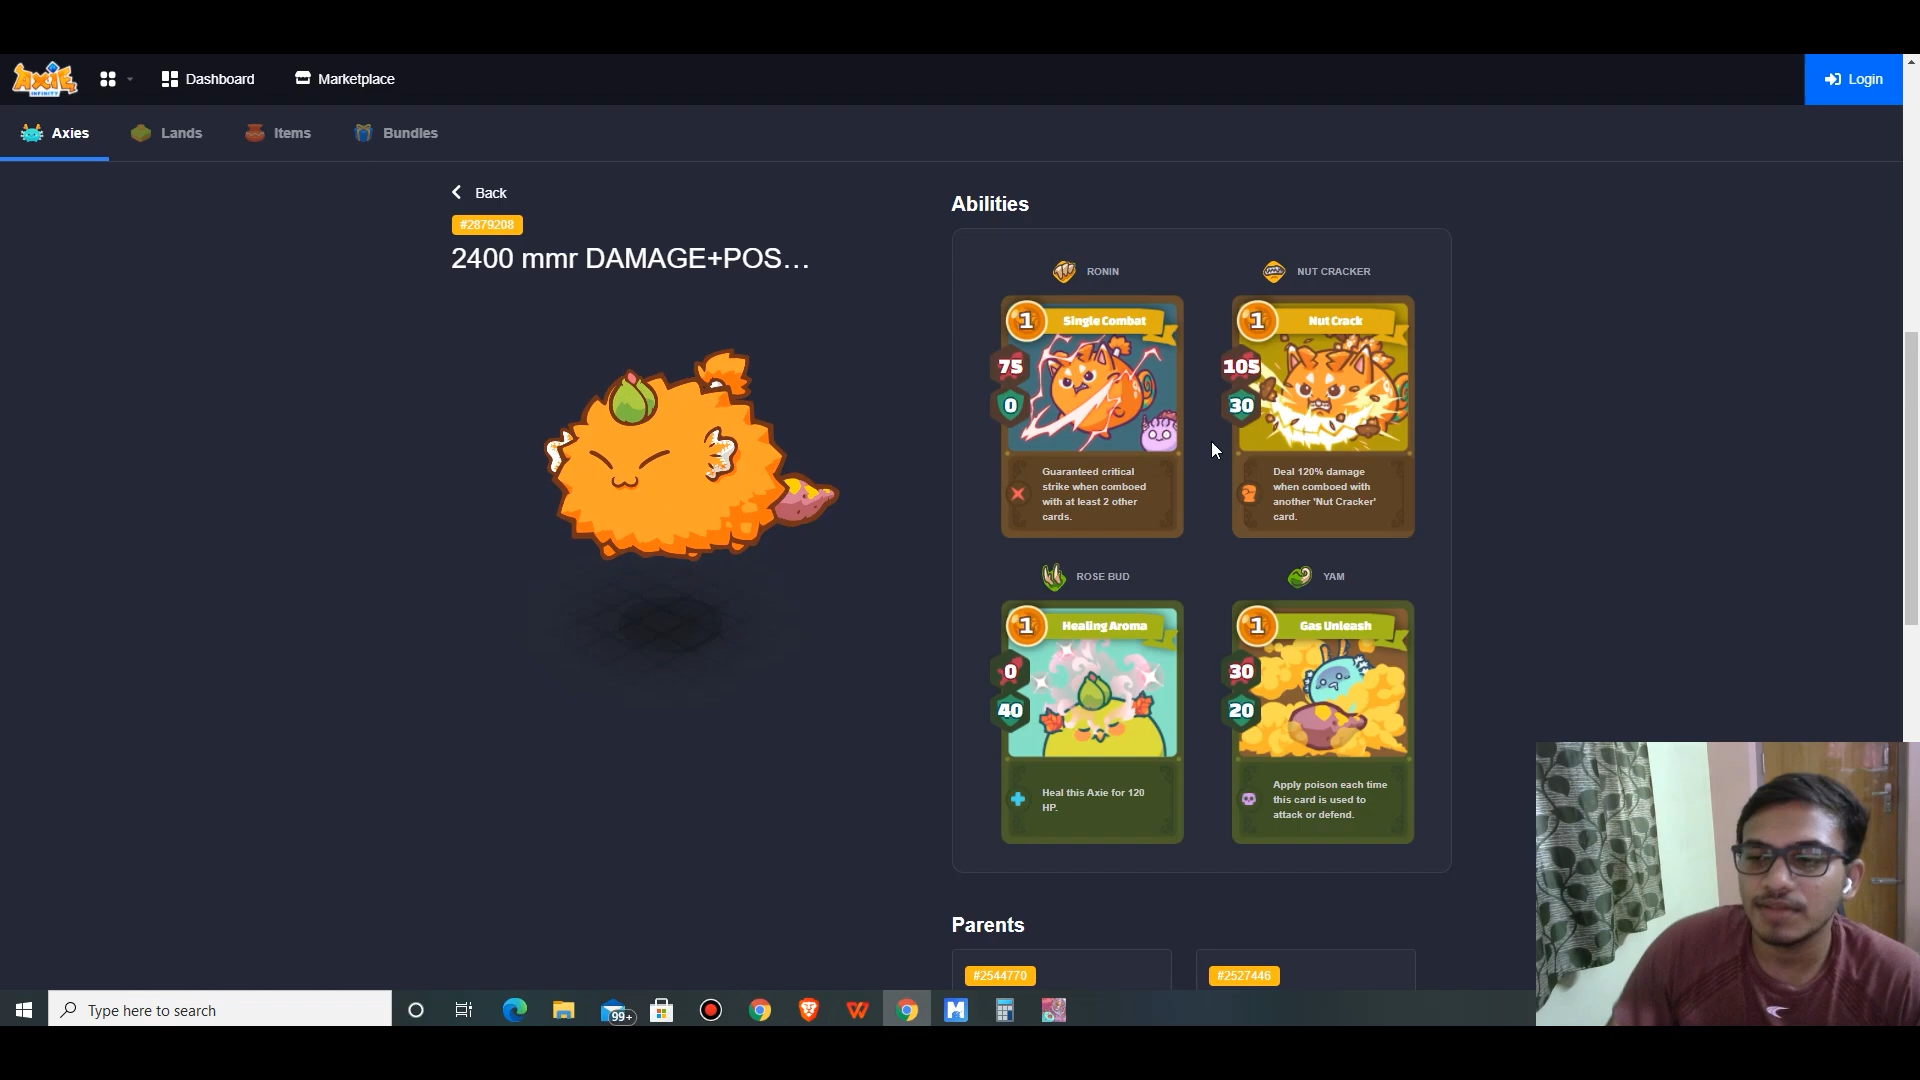 AXIE
INFINITY
Dashboard
Marketplace
Login
Axies
Lands
Items
Bundles
Back
#2879208
2400 mmr DAMAGE+POS...
Abilities
RONIN
NUT CRACKER
1
Single Combat
75
0
Guaranteed critical
strike when comboed
with at least 2 other
cards.
1
Nut Crack
105
30
Deal 120% damage
when comboed with
another 'Nut Cracker'
card.
ROSE BUD
YAM
1
Healing Aroma
0
40
Heal this Axie for 120
HP.
1
Gas Unleash
30
20
Apply poison each time
this card is used to
attack or defend.
Parents
#2544770
#2527446
Type here to search
99+